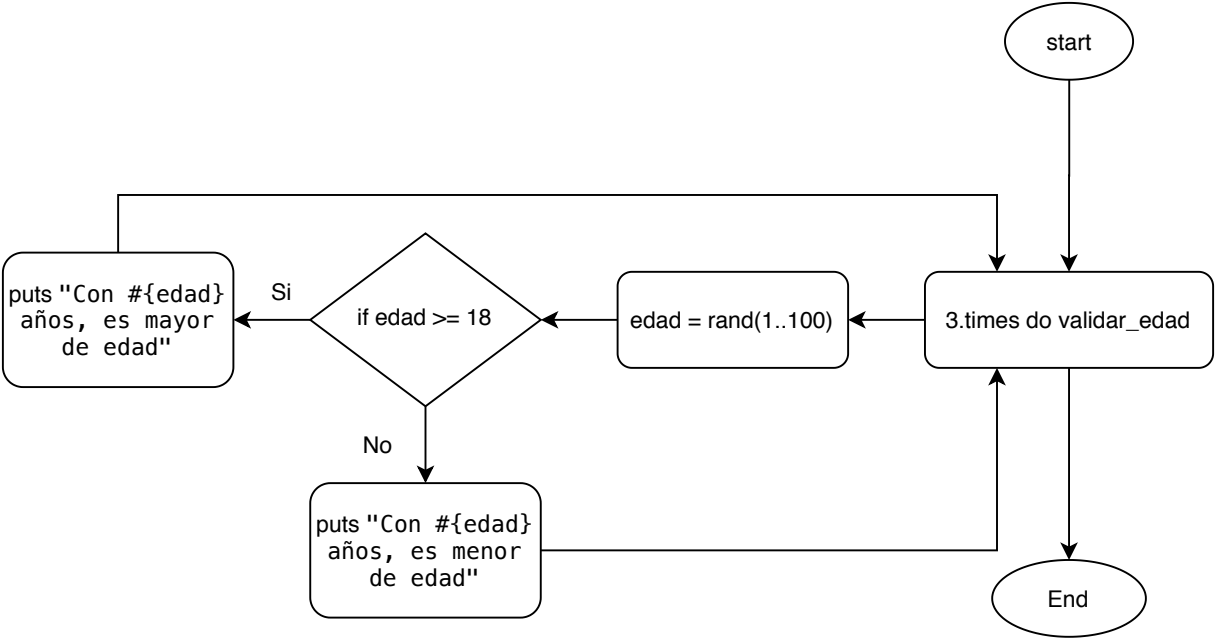 start
puts "Con #{edad}
años, es mayor
de edad"
Si
if edad >= 18
edad = rand(1..100)
3.times do validar_edad
No
puts "Con #{edad}
años, es menor
de edad"
End